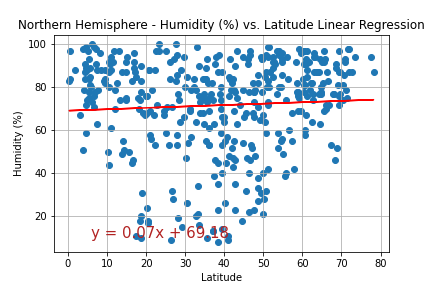 Northern Hemisphere - Humidity (%) vs. Latitude Linear Regression
100
80
60
40
20
Humidity (%)
y = 0.07x + 69.18
0 10 20 30 40 50 60 70 80
Latitude